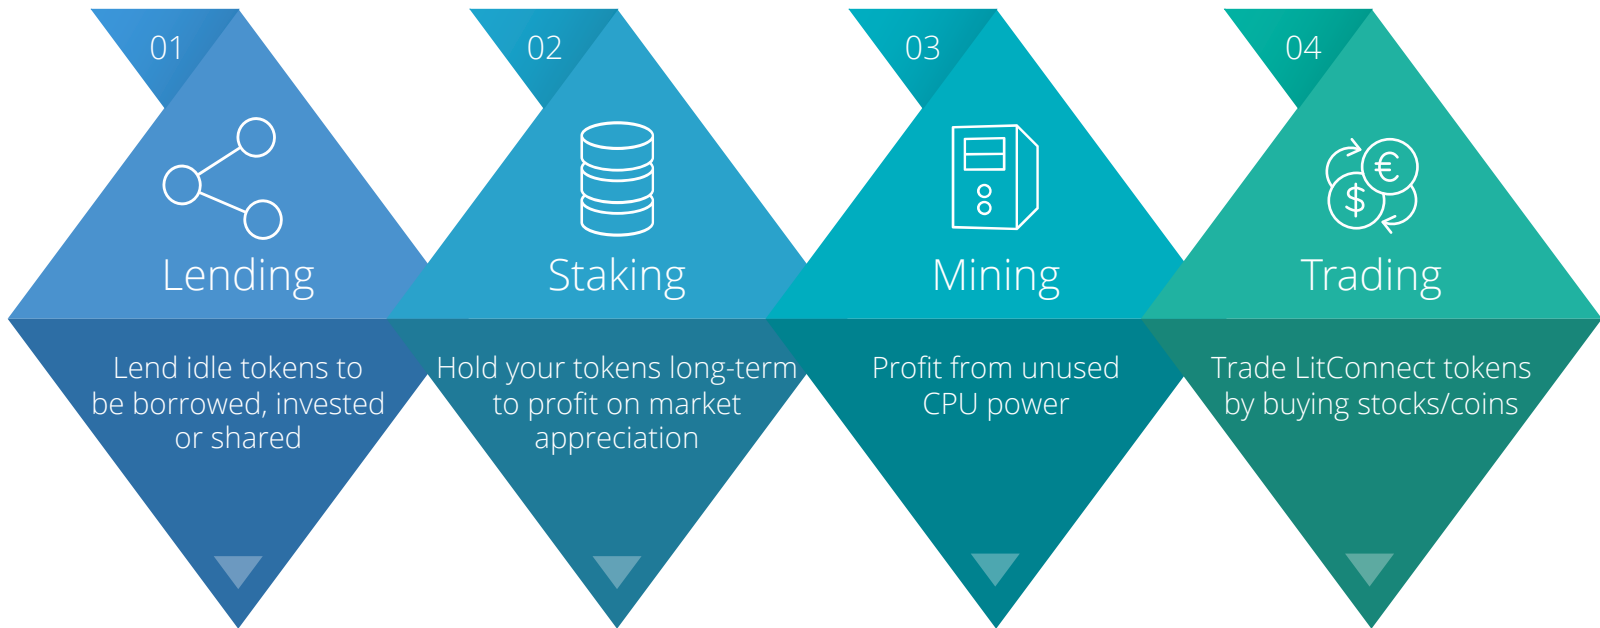 01
Lending
Lend idle tokens to
be borrowed, invested
or shared
02
Staking
Hold your tokens long-term
to profit on market
appreciation
03
Mining
Profit from unused
CPU power
04
€
$
Trading
Trade LitConnect tokens
by buying stocks/coins